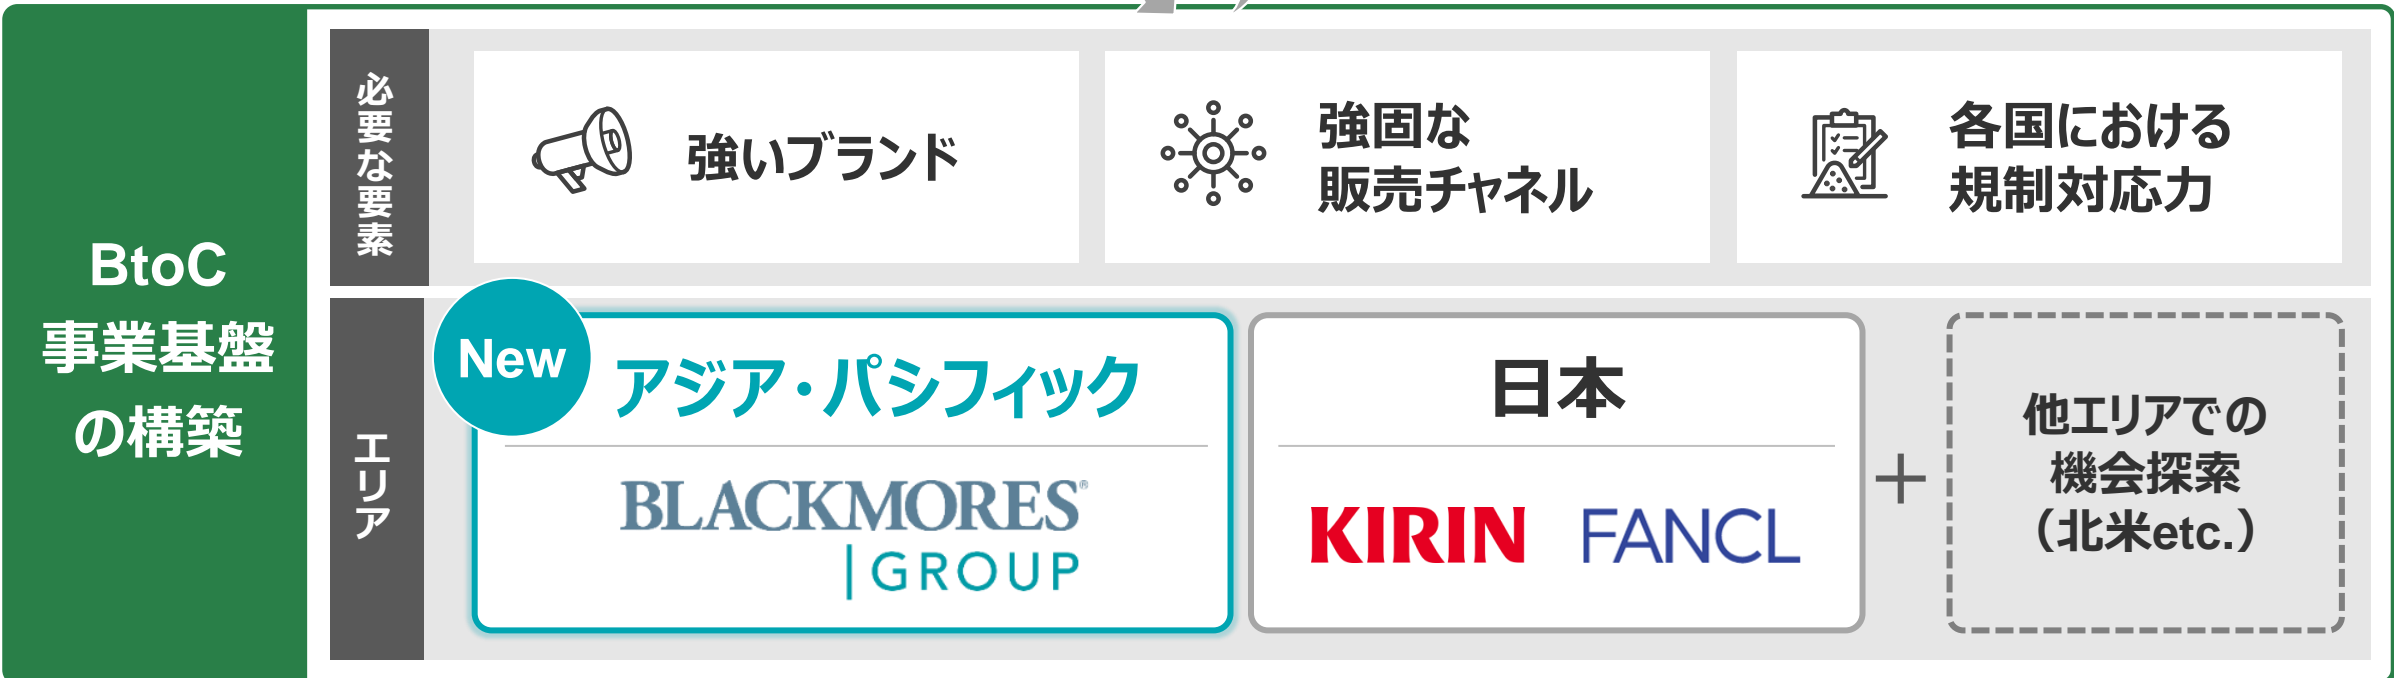 BtoC
事業基盤
の構築
必要な要素
強いブランド
強固な
販売チャネル
各国における
規制対応力
エリア
New
アジア・パシフィック
BLACKMORES®
GROUP
日本
KIRIN
FANCL
+
他エリアでの
機会探索
（北米etc.）